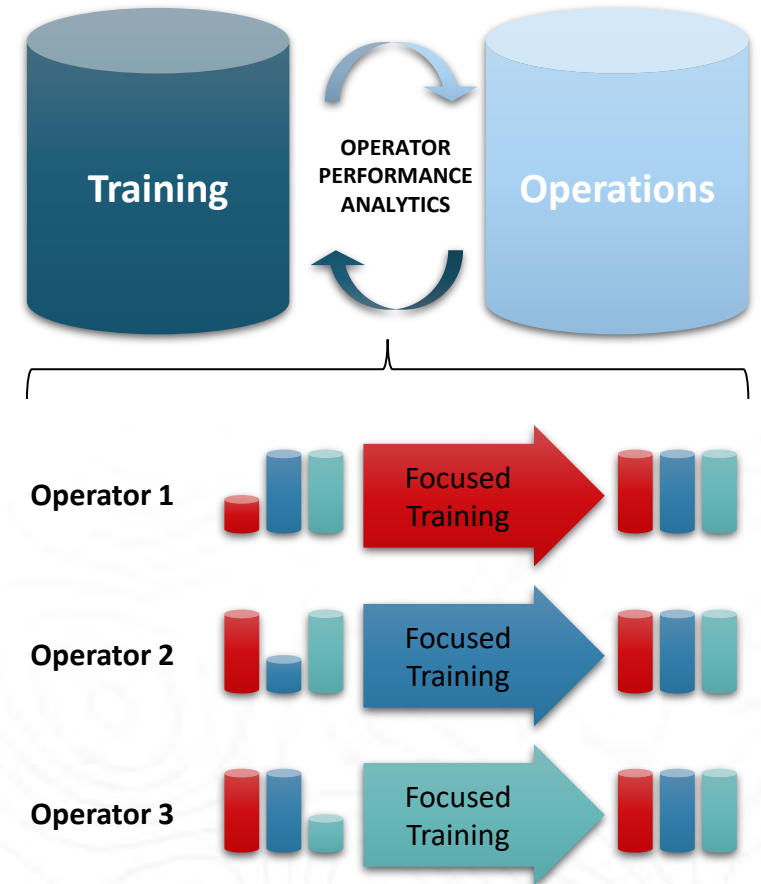 Training
OPERATOR
PERFORMANCE
ANALYTICS
Operations
Operator 1
Focused
Training
Operator 2
Focused
Training
Operator 3
Focused
Training